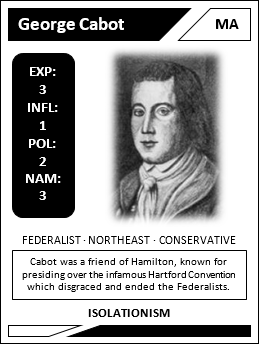 George Cabot
MA
EXP:
3
INFL:
1
POL:
2
NAM:
3
FEDERALIST · NORTHEAST · CONSERVATIVE
Cabot was a friend of Hamilton, known for
presiding over the infamous Hartford Convention
which disgraced and ended the Federalists.
ISOLATIONISM